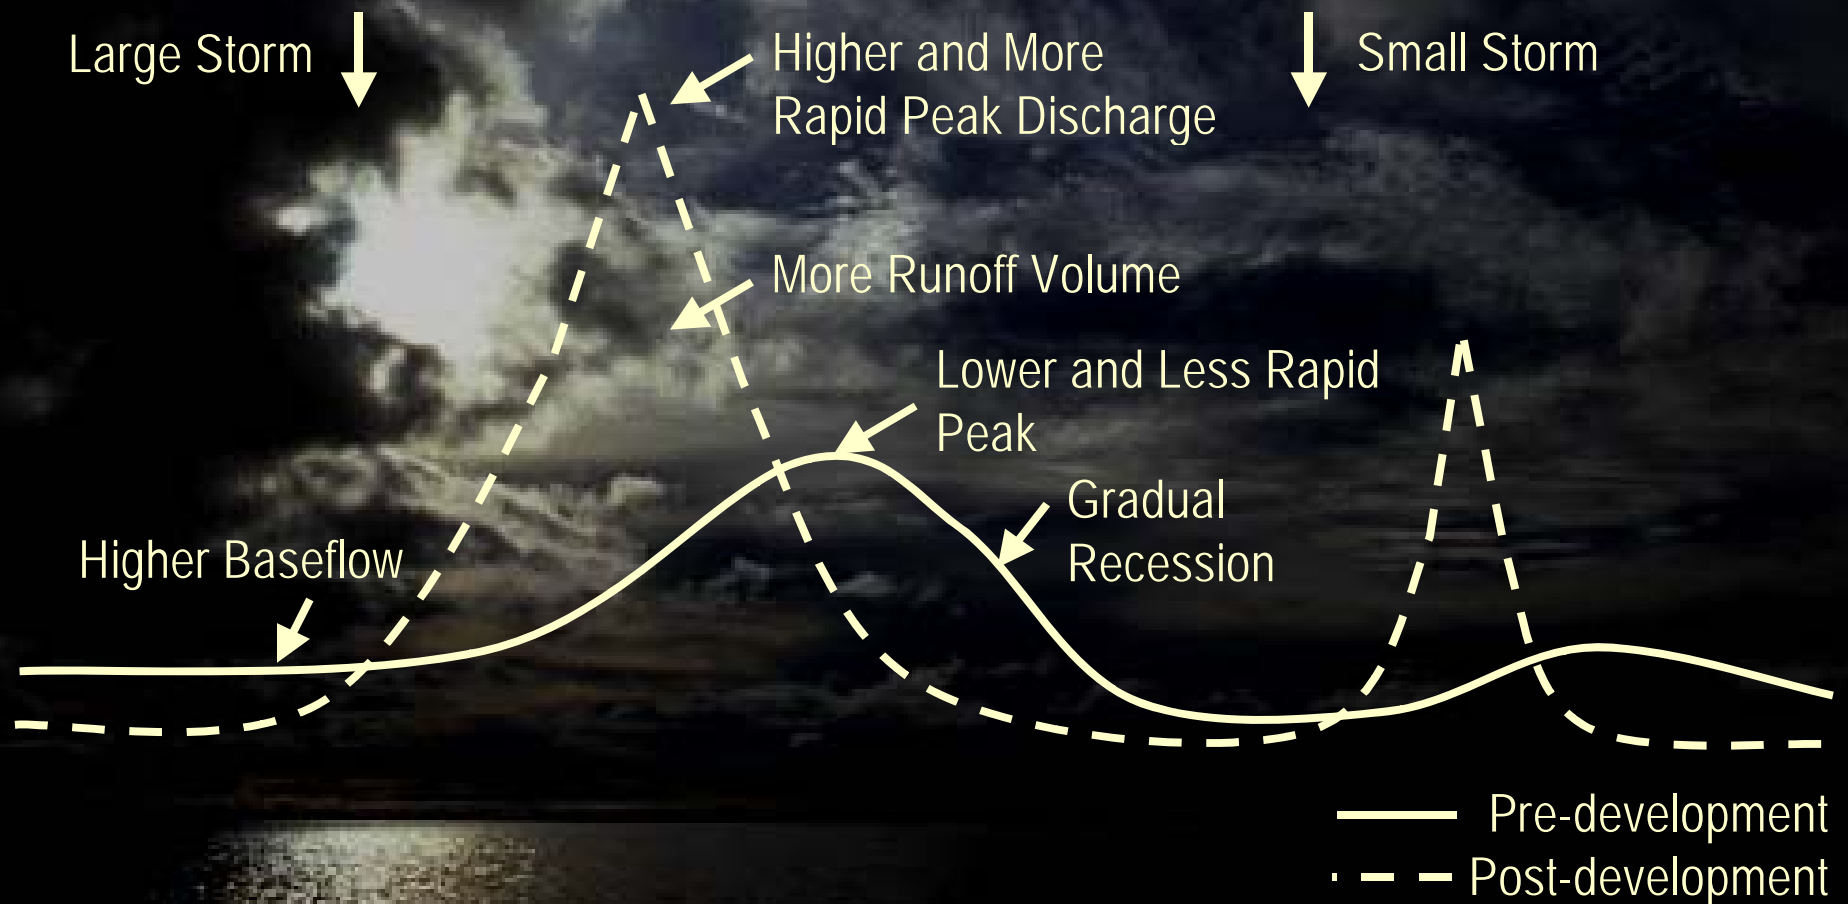 Large Storm
Higher and More
Rapid Peak Discharge
Small Storm
More Runoff Volume
Lower and Less Rapid
Peak
Gradual
Recession
Higher Baseflow
Pre-development
Post-development